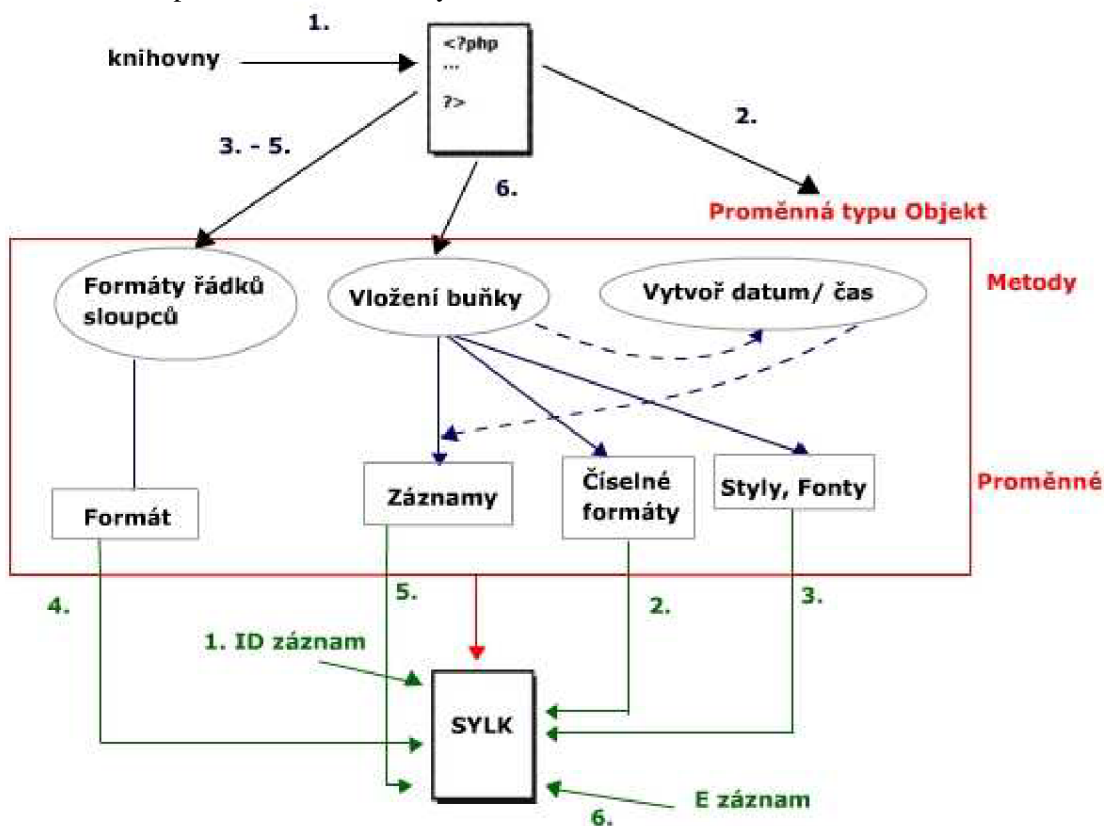 1.
knihovny
<?php
...
?>
2.
3. - 5.
6.
Proměnná typu Objekt
Formáty řádků
sloupců
Vložení buňky
Vytvoř datum/ čas
Metody
Formát
Záznamy
Číselné
formáty
Styly, Fonty
Proměnné
4.
5.
2.
3.
1. ID záznam
SYLK
E záznam
6.